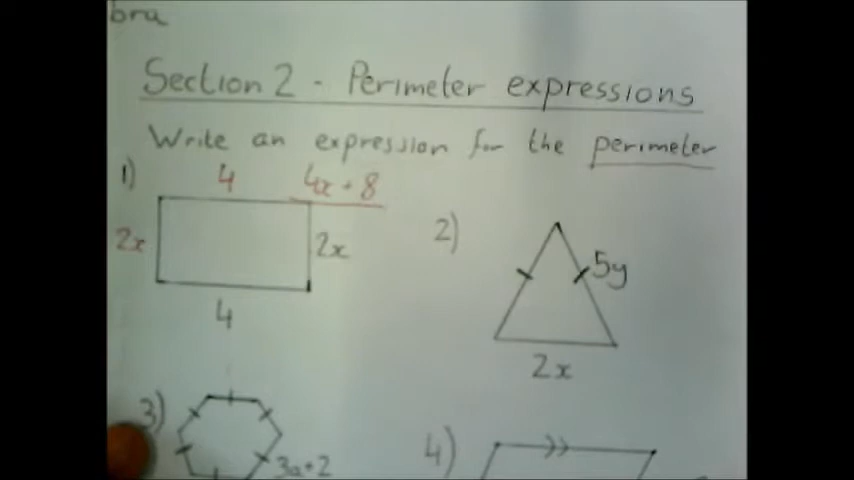 bra
Section 2 - Perimeter expressions
Write an expression for the perimeter
1) 4 4x + 8
2x 2x
4
2) 5y
2x
3) 3a+2
4)